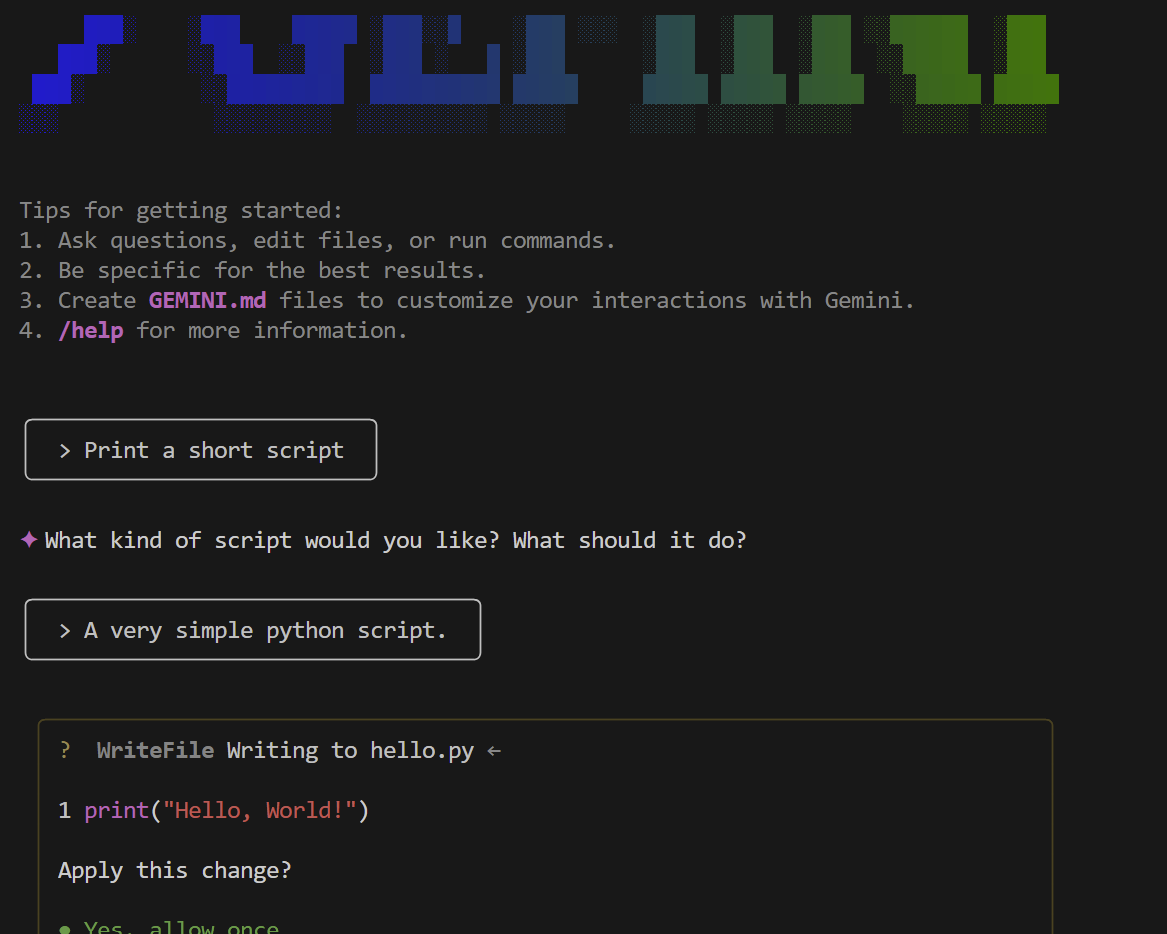 Tips for getting started:
1. Ask questions, edit files, or run commands.
2. Be specific for the best results.
3. Create GEMINI.md files to customize your interactions with Gemini.
4. /help for more information.
> Print a short script
✦ What kind of script would you like? What should it do?
> A very simple python script.
? WriteFile Writing to hello.py ←
1 print("Hello, World!")
Apply this change?
● Yes, allow once